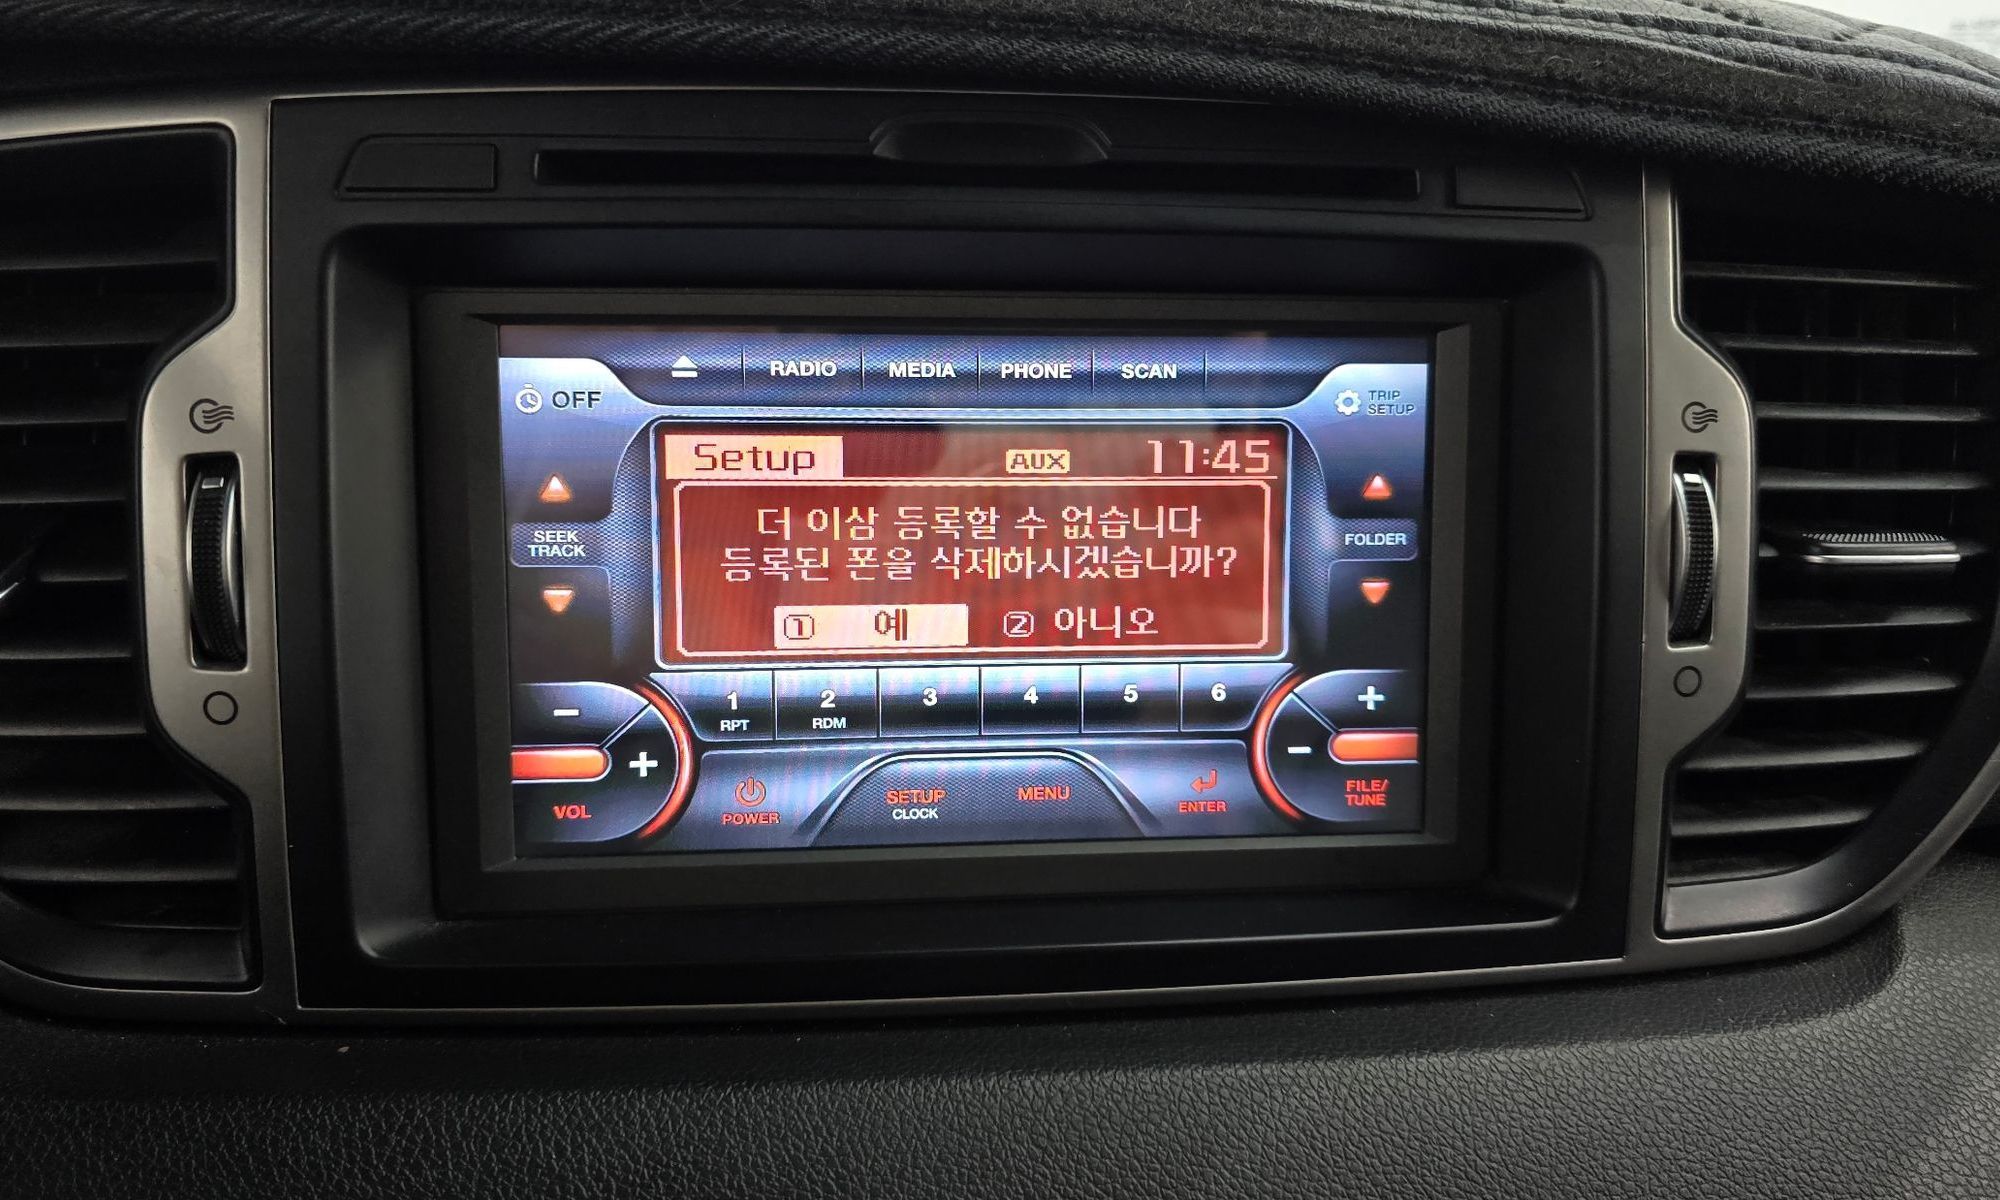 RADIO MEDIA PHONE SCAN
OFF
TRIP
SETUP
Setup AUX 11:45
더 이삼 등록할 수 없습니다
등록된 폰을 삭제하시겠습니까?
① 예 ② 아니오
SEEK
TRACK
FOLDER
1 2 3 4 5 6
RPT RDM
- +
VOL
POWER
SETUP
CLOCK
MENU
ENTER
+ -
FILE/
TUNE